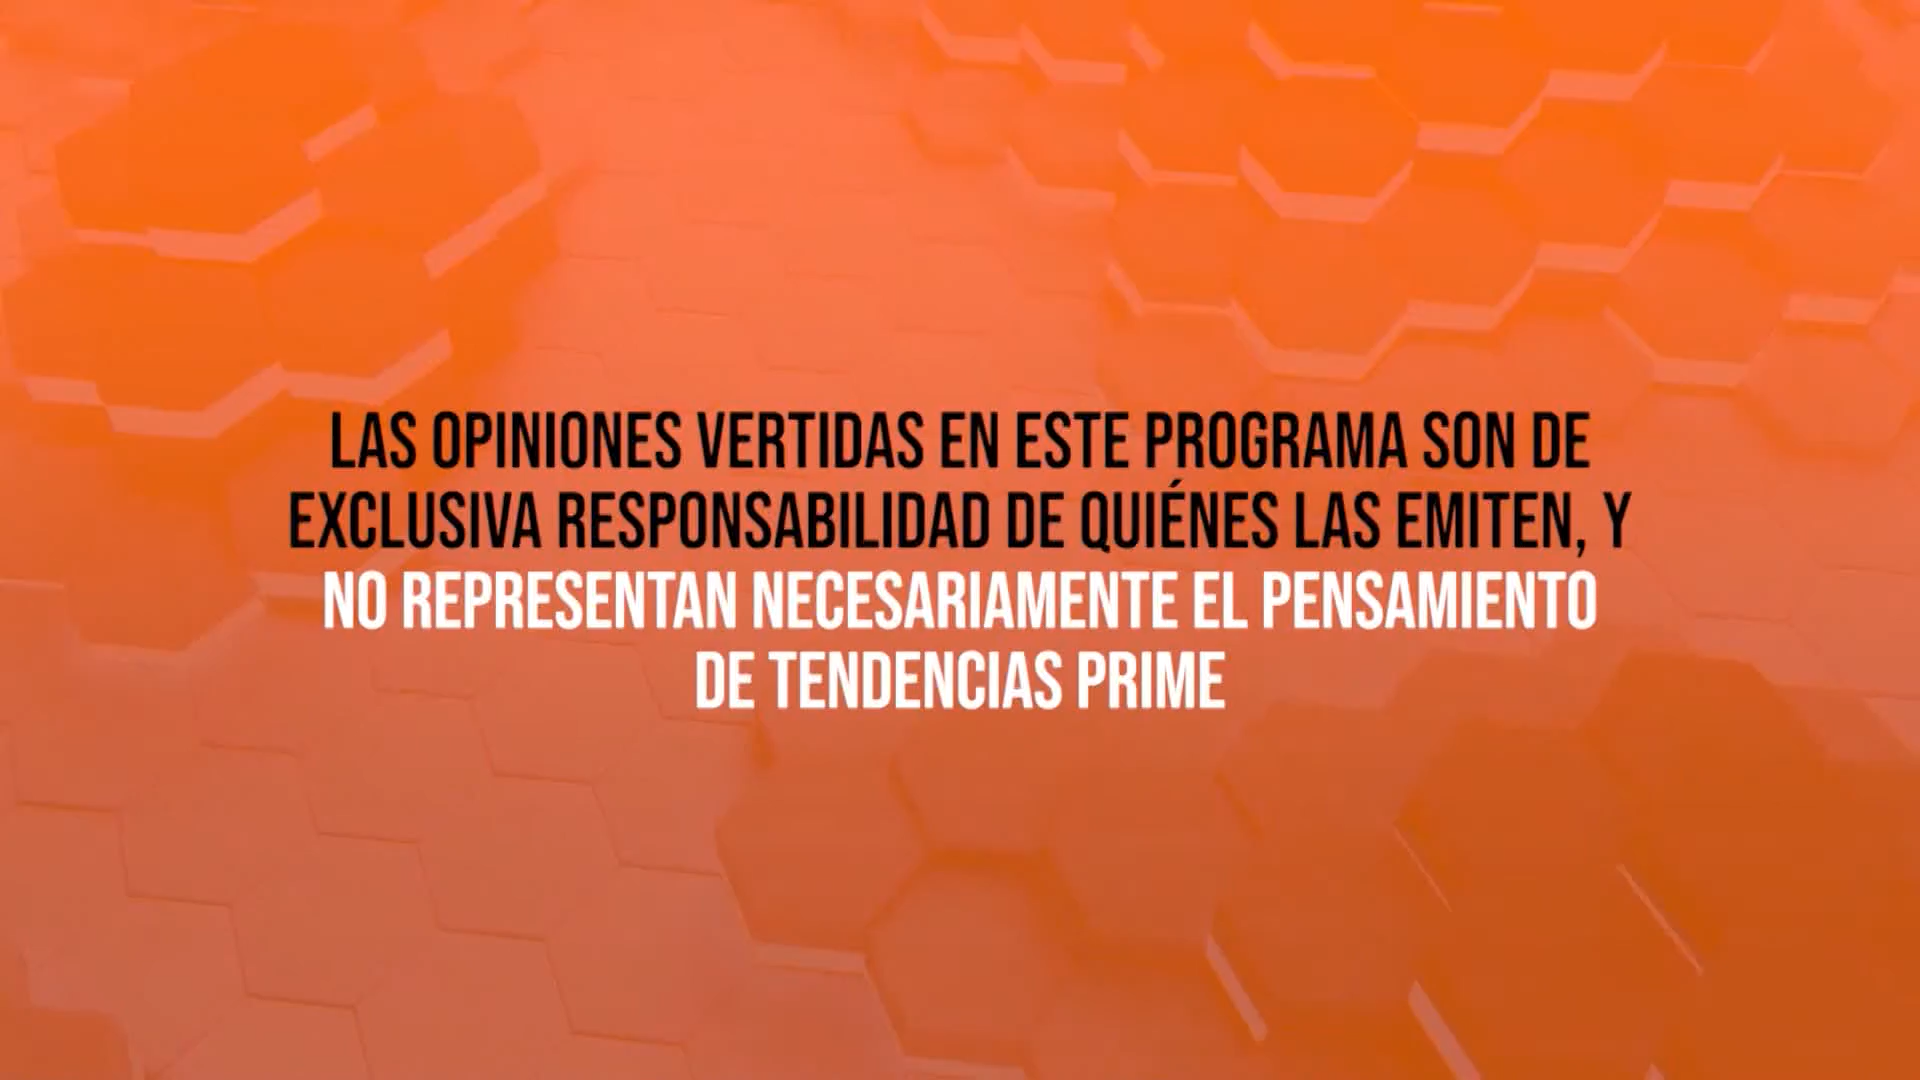 LAS OPINIONES VERTIDAS EN ESTE PROGRAMA SON DE
EXCLUSIVA RESPONSABILIDAD DE QUIÉNES LAS EMITEN, Y
NO REPRESENTAN NECESARIAMENTE EL PENSAMIENTO
DE TENDENCIAS PRIME